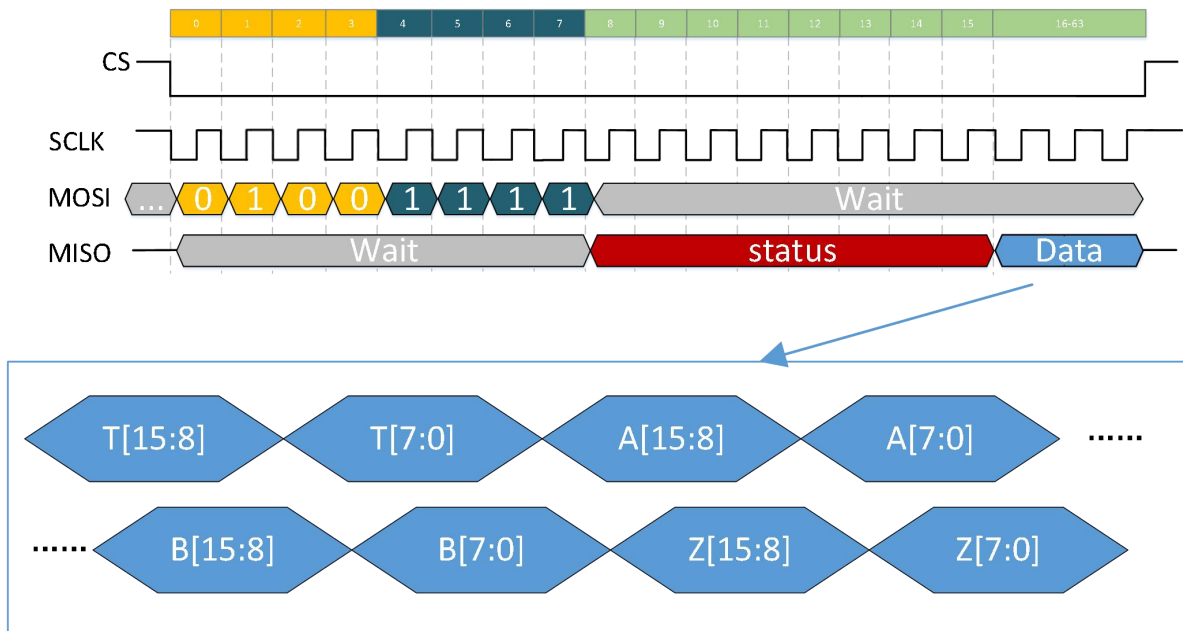 0 1 2 3 4 5 6 7 8 9 10 11 12 13 14 15 16-63
CS
SCLK
MOSI ... 0 1 0 0 1 1 1 1 Wait
MISO Wait status Data
T[15:8] T[7:0] A[15:8] A[7:0] ......
...... B[15:8] B[7:0] Z[15:8] Z[7:0]